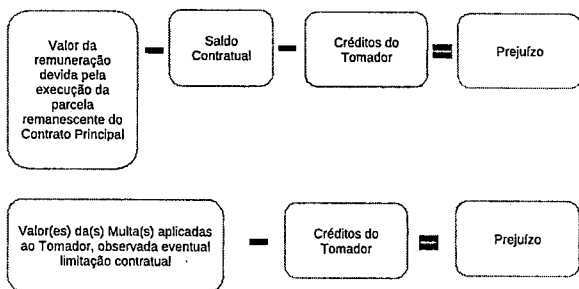 Valor da
remuneração
devida pela
execução da
parcela
remanescente do
Contrato Principal
Saldo
Contratual
Créditos do
Tomador
Prejuízo
Valor(es) da(s) Multa(s) aplicadas
ao Tomador, observada eventual
limitação contratual
Créditos do
Tomador
Prejuízo